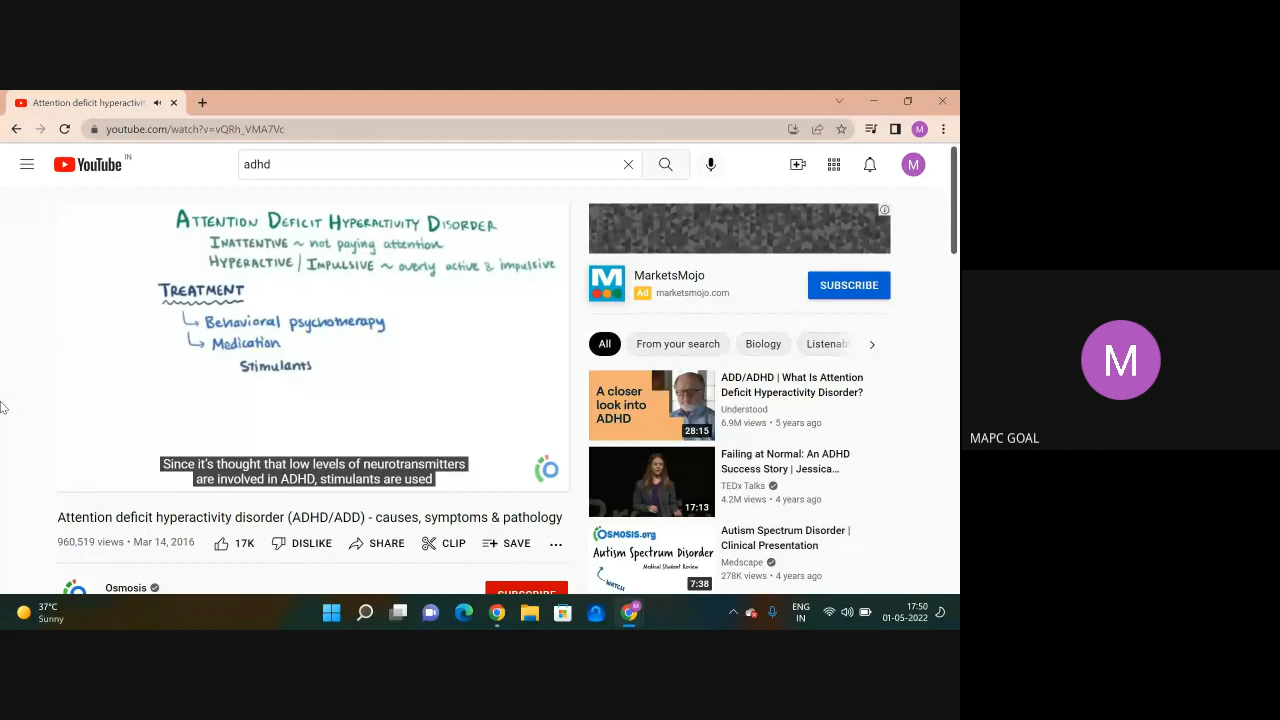 Attention deficit hyperactivit
youtube.com/watch?v=vQRh_VMA7Vc
YouTube IN
adhd
M
ATTENTION DEFICIT HYPERACTIVITY DISORDER
INATTENTIVE ~ not paying attention
HYPERACTIVE / IMPULSIVE ~ overly active & impulsive
TREATMENT
Behavioral psychotherapy
Medication
Stimulants
Since it's thought that low levels of neurotransmitters
are involved in ADHD, stimulants are used
Attention deficit hyperactivity disorder (ADHD/ADD) - causes, symptoms & pathology
960,519 views • Mar 14, 2016
17K
DISLIKE
SHARE
CLIP
SAVE
Osmosis
SUBSCRIBE
MarketsMojo
Ad marketsmojo.com
SUBSCRIBE
All
From your search
Biology
Listenab
A closer
look into
ADHD
28:15
ADD/ADHD | What Is Attention
Deficit Hyperactivity Disorder?
Understood
6.9M views • 5 years ago
17:13
Failing at Normal: An ADHD
Success Story | Jessica...
TEDx Talks
4.2M views • 4 years ago
OSMOSIS.org
Autism Spectrum Disorder
Medical Student Review
WATCH
7:38
Autism Spectrum Disorder |
Clinical Presentation
Medscape
278K views • 4 years ago
37°C
Sunny
ENG
IN
17:50
01-05-2022
M
MAPC GOAL